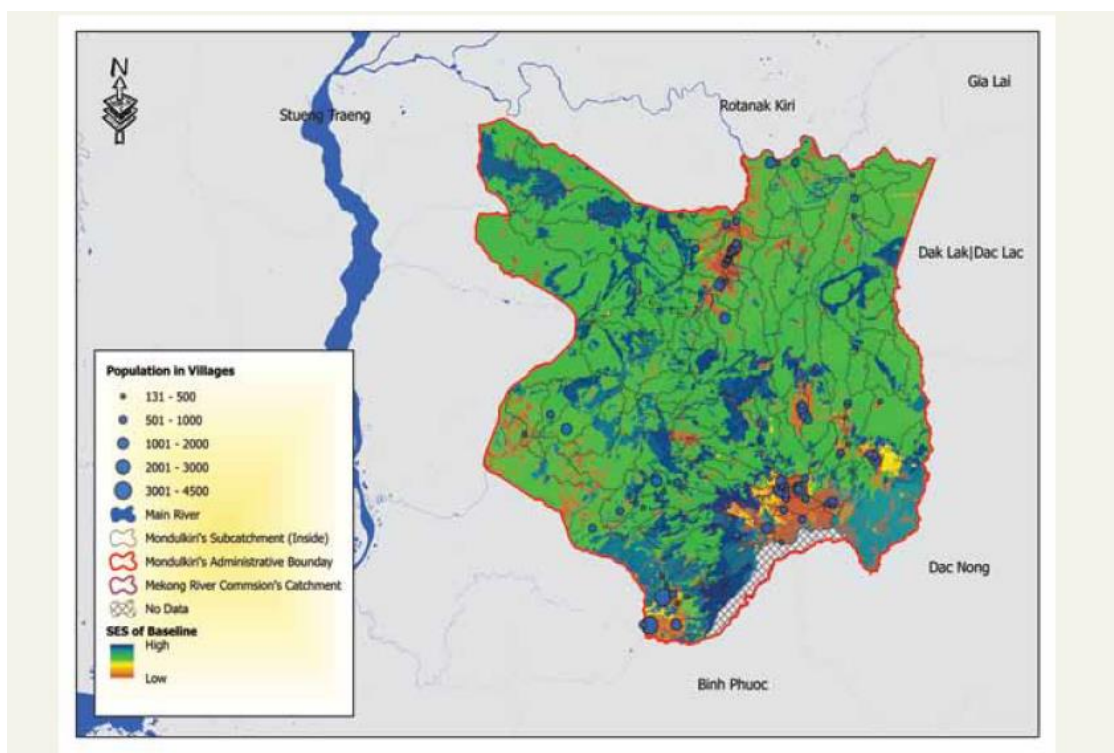 N
Gia Lai
Rotanak Kiri
Stueng Traeng
Dak Lak|Dac Lac
Population in Villages
131 - 500
501 - 1000
1001 - 2000
2001 - 3000
3001 - 4500
Main River
Mondulkiri's Subcatchment (Inside)
Mondulkiri's Administrative Bounday
Mekong River Commsion's Catchment
No Data
SES of Baseline
High
Low
Dac Nong
Binh Phuoc